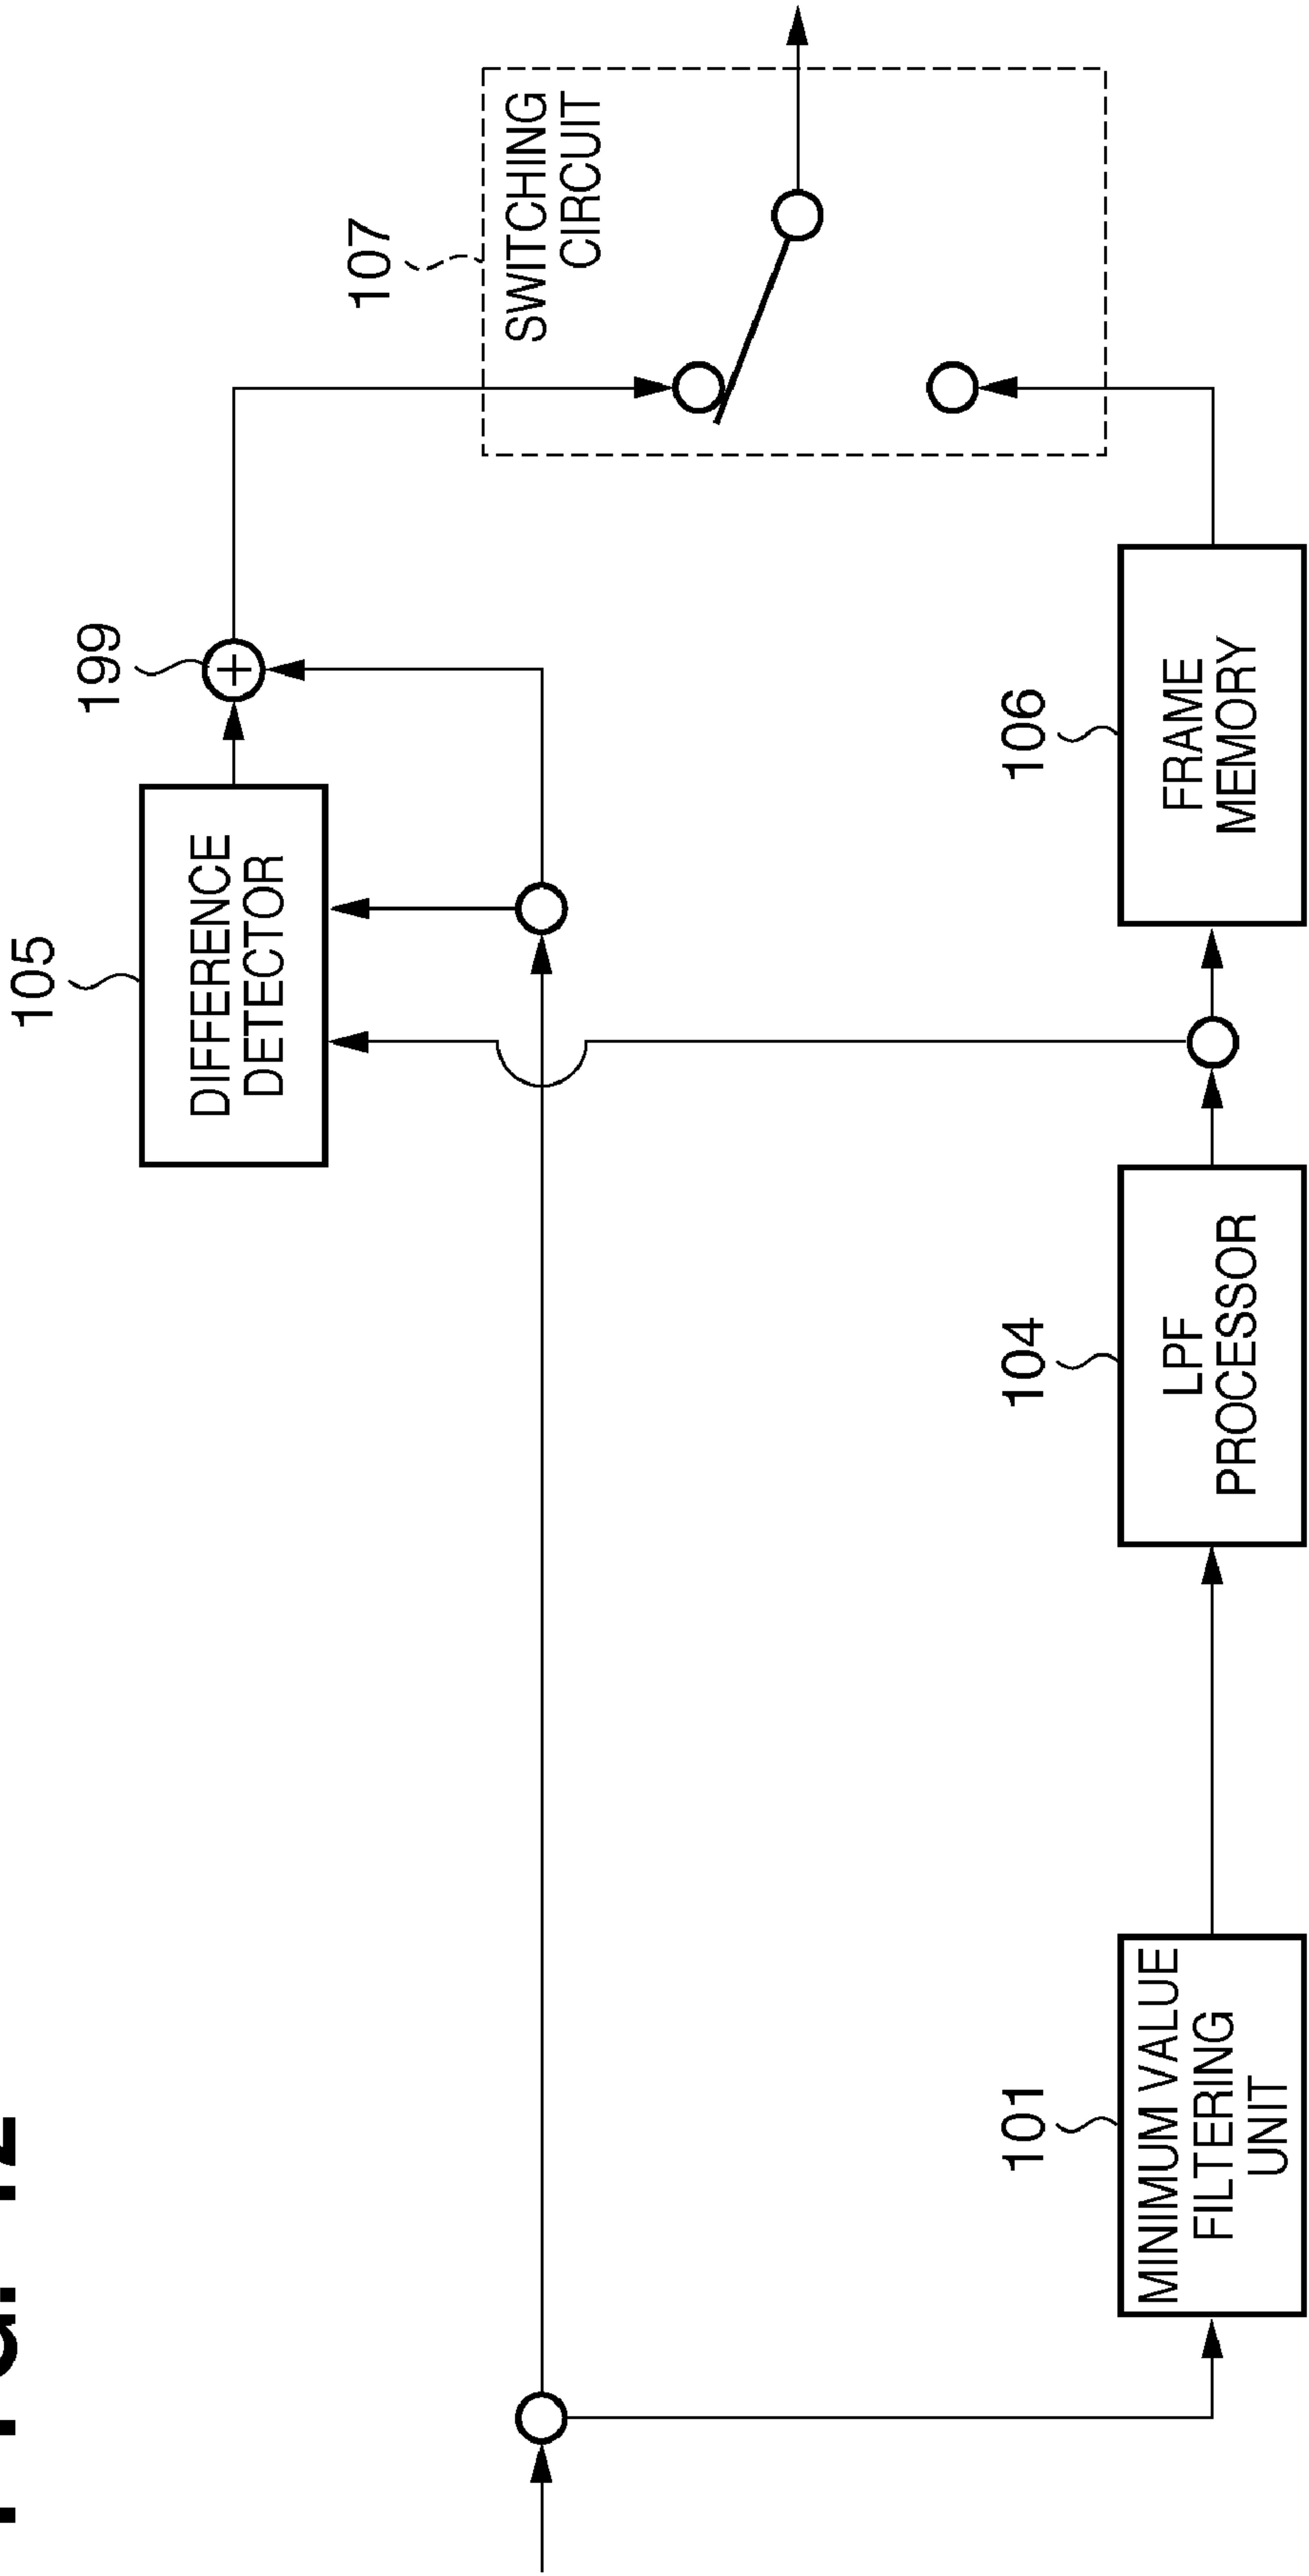 105
DIFFERENCE
DETECTOR
199
107
SWITCHING
CIRCUIT
101
MINIMUM VALUE
FILTERING
UNIT
104
LPF
PROCESSOR
106
FRAME
MEMORY